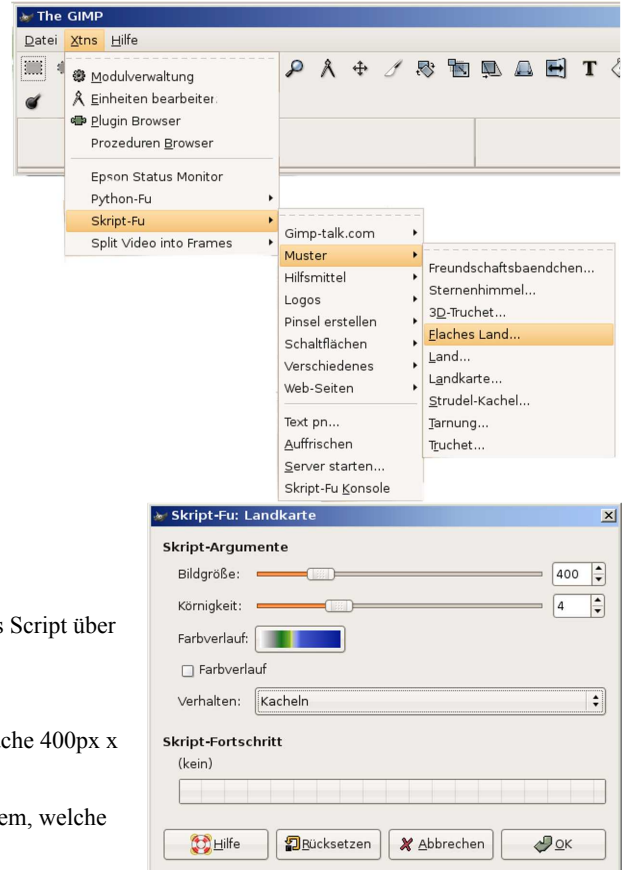 The GIMP
Datei Xtns Hilfe
Modulverwaltung
Einheiten bearbeiter
Plugin Browser
Prozeduren Browser
Epson Status Monitor
Python-Fu
Skript-Fu
Split Video into Frames
Gimp-talk.com
Muster
Hilfsmittel
Logos
Pinsel erstellen
Schaltflächen
Verschiedenes
Web-Seiten
Text pn...
Auffrischen
Server starten...
Skript-Fu Konsole
Freundschaftsbaendchen...
Sternenhimmel...
3D-Truchet...
Flaches Land...
Land...
Landkarte...
Strudel-Kachel...
Tarnung...
Truchet...
Skript-Fu: Landkarte
Skript-Argumente
Bildgröße: 400
Körnigkeit: 4
Farbverlauf:
Farbverlauf
Verhalten: Kacheln
Skript-Fortschritt
(kein)
Hilfe Rücksetzen Abbrechen OK
s Script über
che 400px x
em, welche